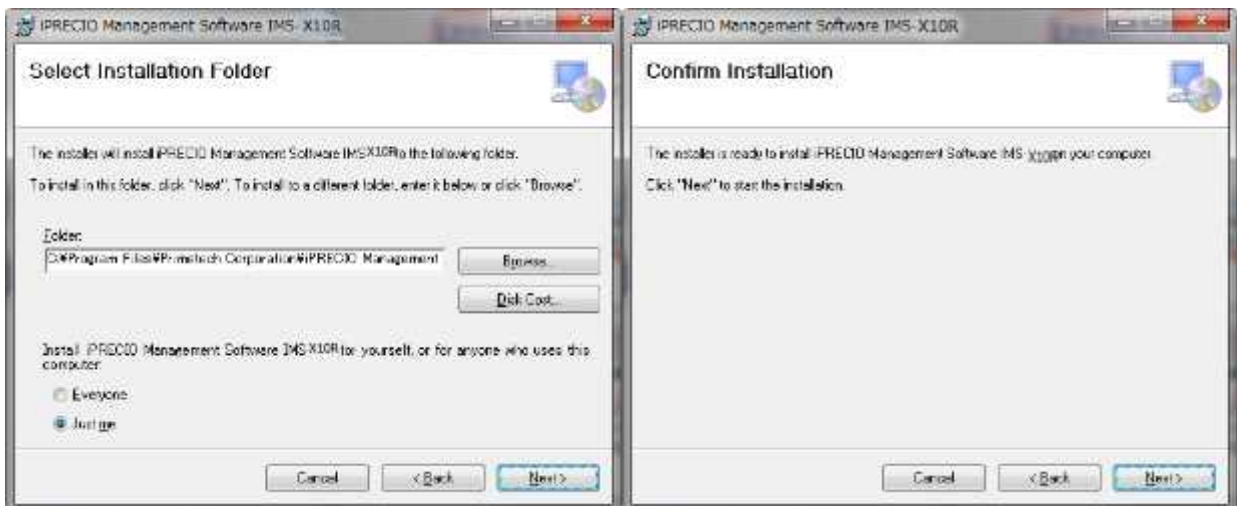 iPRECIO Management Software IMS-X10R
Select Installation Folder
The installer will install iPRECIO Management Software IMS X10R to the following folder.
To install in this folder, click "Next". To install to a different folder, enter it below or click "Browse".
Folder:
C:¥Program Files¥Primetech Corporation¥iPRECIO Management
Browse...
Disk Cost...
Install iPRECIO Management Software IMS-X10R for yourself, or for anyone who uses this
computer:
Everyone
Just me
Cancel
< Back
Next >
iPRECIO Management Software IMS-X10R
Confirm Installation
The installer is ready to install iPRECIO Management Software IMS-X10R on your computer.
Click "Next" to start the installation.
Cancel
< Back
Next >